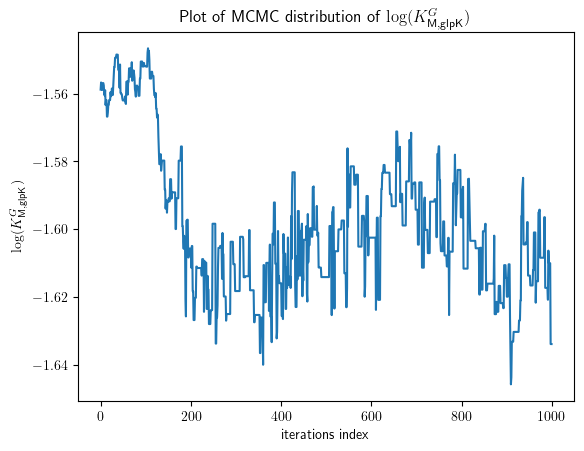 Plot of MCMC distribution of log(K^G_M,glpK)
log(K^G_M,glpK)
−1.56
−1.58
−1.60
−1.62
−1.64
0 200 400 600 800 1000
iterations index